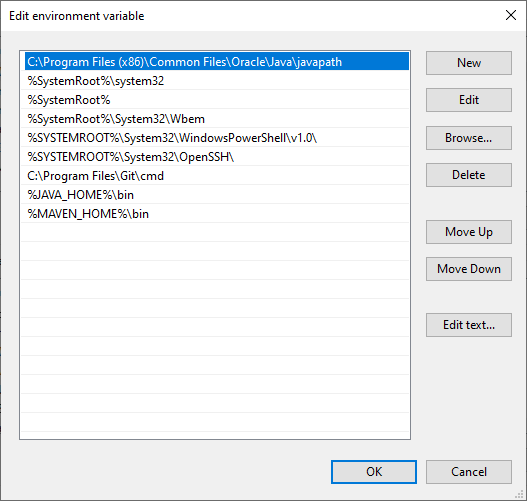 Edit environment variable
C:\Program Files (x86)\Common Files\Oracle\Java\javapath
%SystemRoot%\system32
%SystemRoot%
%SystemRoot%\System32\Wbem
%SYSTEMROOT%\System32\WindowsPowerShell\v1.0\
%SYSTEMROOT%\System32\OpenSSH\
C:\Program Files\Git\cmd
%JAVA_HOME%\bin
%MAVEN_HOME%\bin
New
Edit
Browse...
Delete
Move Up
Move Down
Edit text...
OK
Cancel